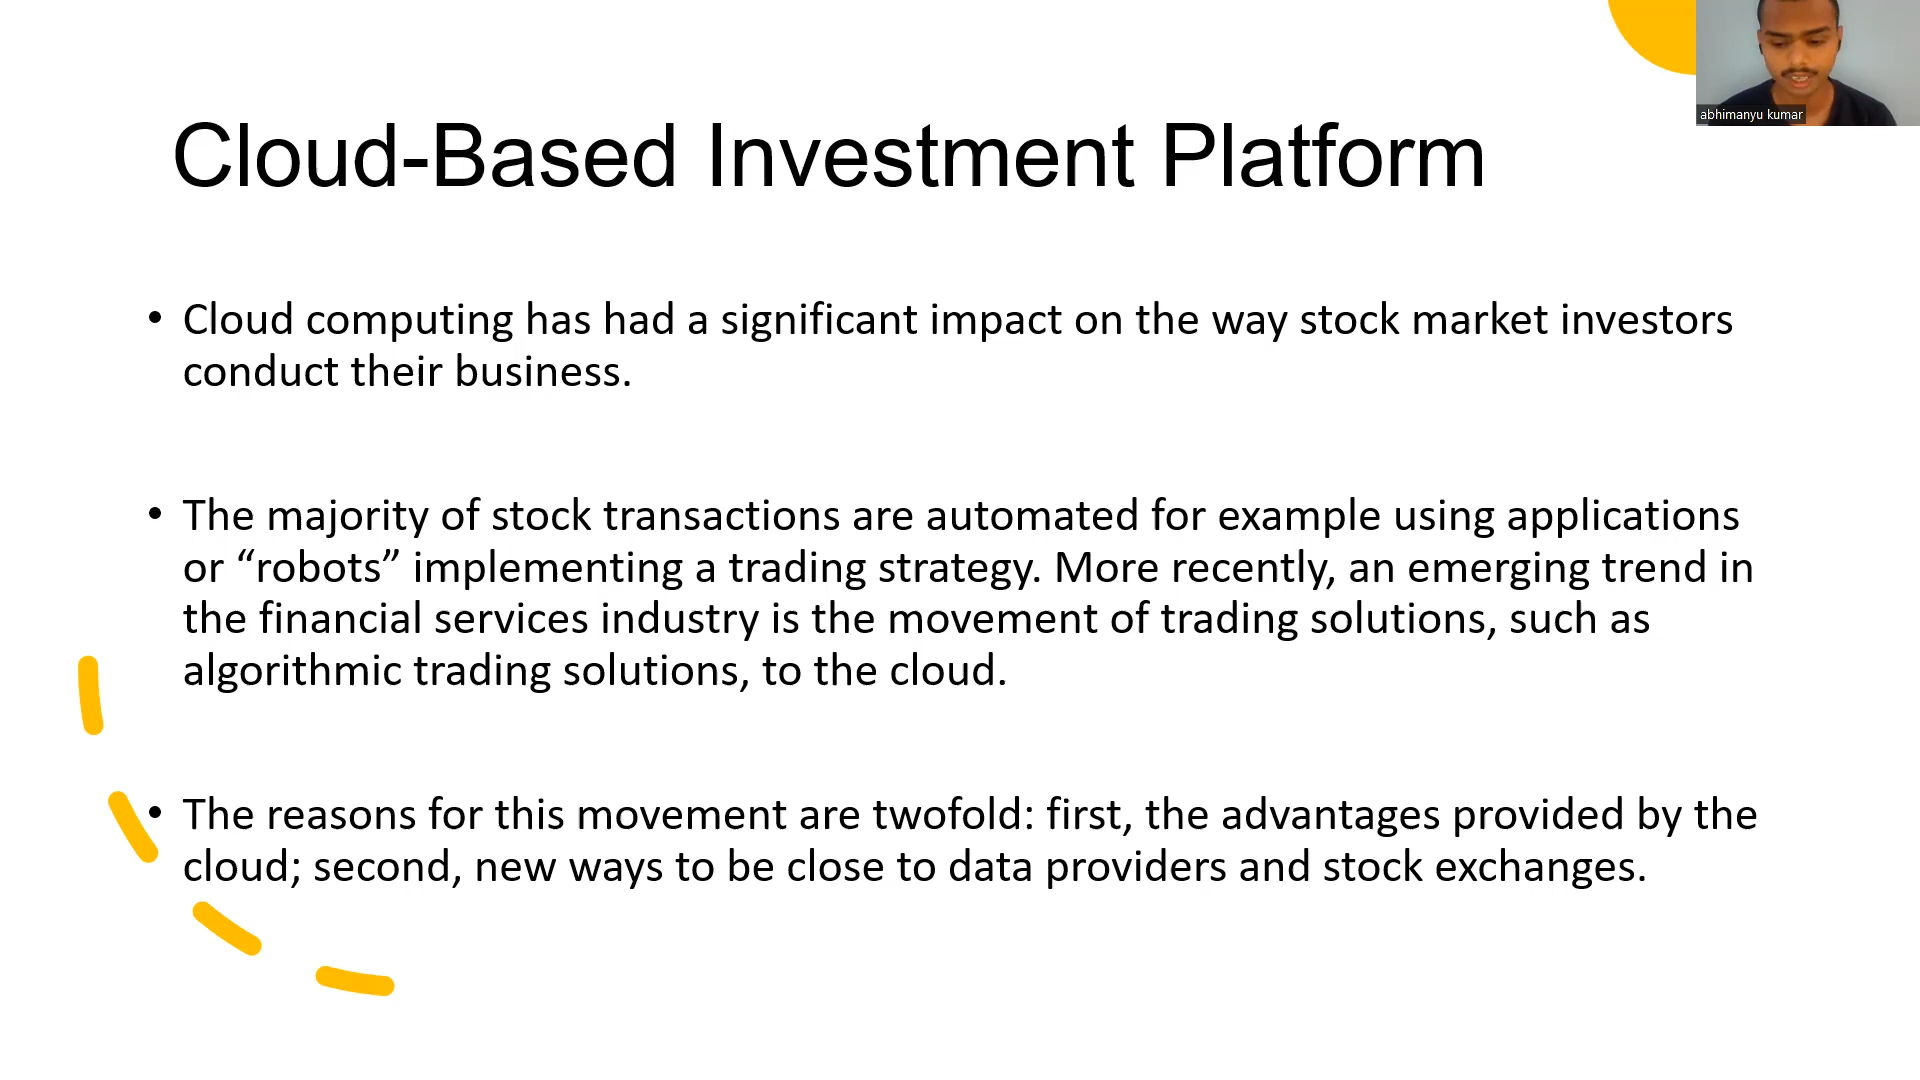 abhimanyu kumar
Cloud-Based Investment Platform
• Cloud computing has had a significant impact on the way stock market investors
conduct their business.
• The majority of stock transactions are automated for example using applications
or “robots” implementing a trading strategy. More recently, an emerging trend in
the financial services industry is the movement of trading solutions, such as
algorithmic trading solutions, to the cloud.
• The reasons for this movement are twofold: first, the advantages provided by the
cloud; second, new ways to be close to data providers and stock exchanges.